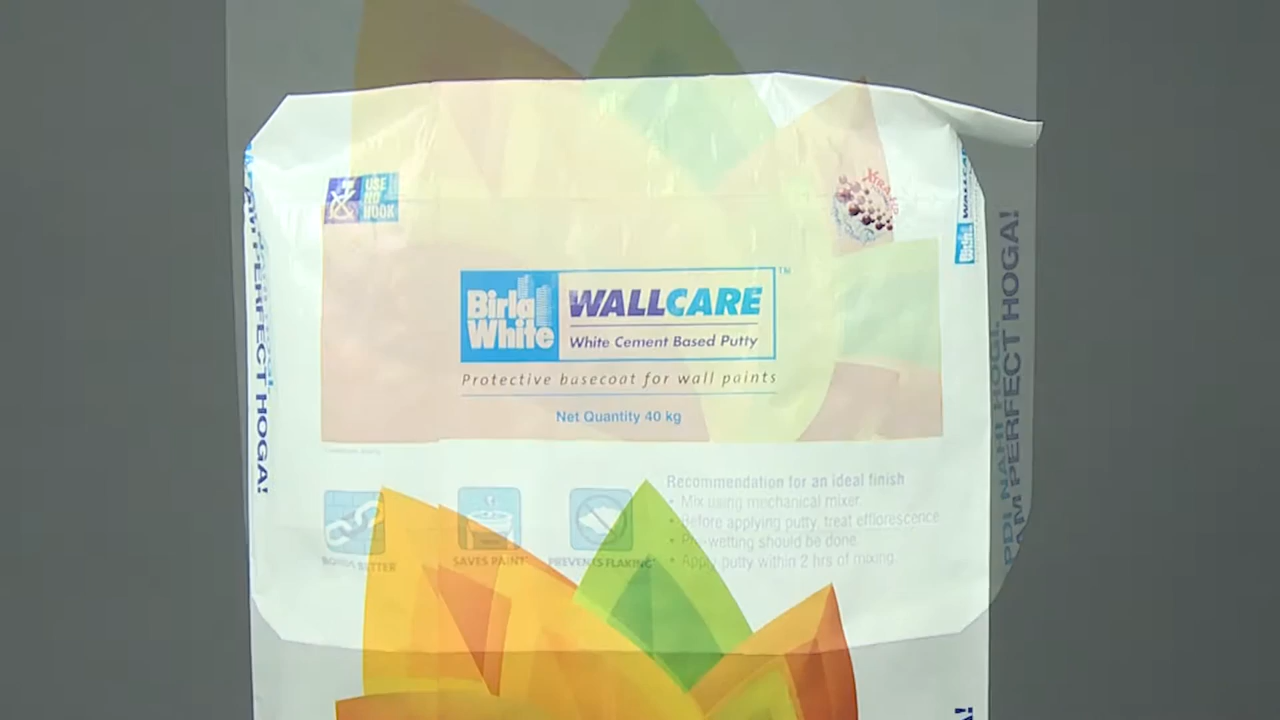 USE
NO
HOOK
XTRA
Birla
White
WALLCARE
TM
White Cement Based Putty
Protective basecoat for wall paints
Net Quantity 40 kg
Recommendation for an ideal finish
• Mix using mechanical mixer.
• Before applying putty, treat efflorescence
• Pre-wetting should be done.
• Apply putty within 2 hrs of mixing.
BONDS BETTER
SAVES PAINT
PREVENTS FLAKING
PERFECT HOGA!
Birla
White
WALLCARE
NAHI HOGI.
PERFECT HOGA!